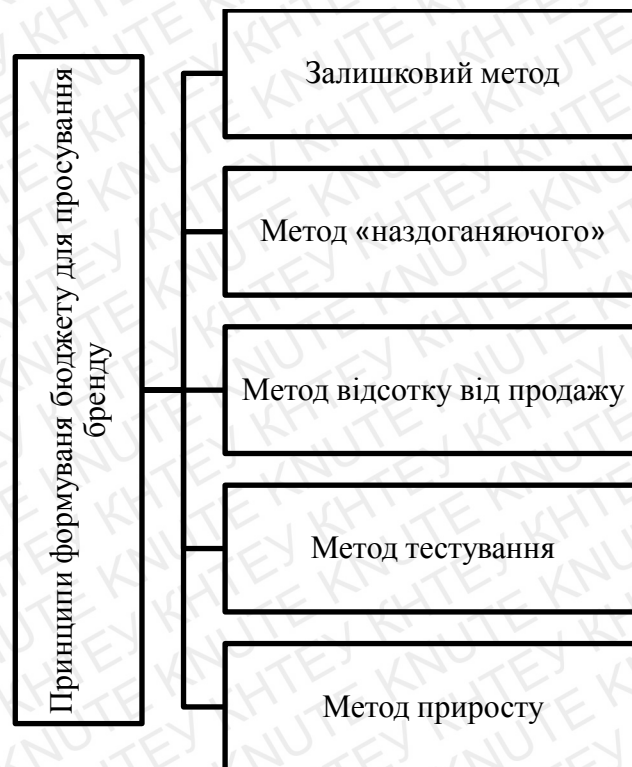 Принципи формуваня бюджету для просування
бренду
Залишковий метод
Метод «наздоганяючого»
Метод відсотку від продажу
Метод тестування
Метод приросту